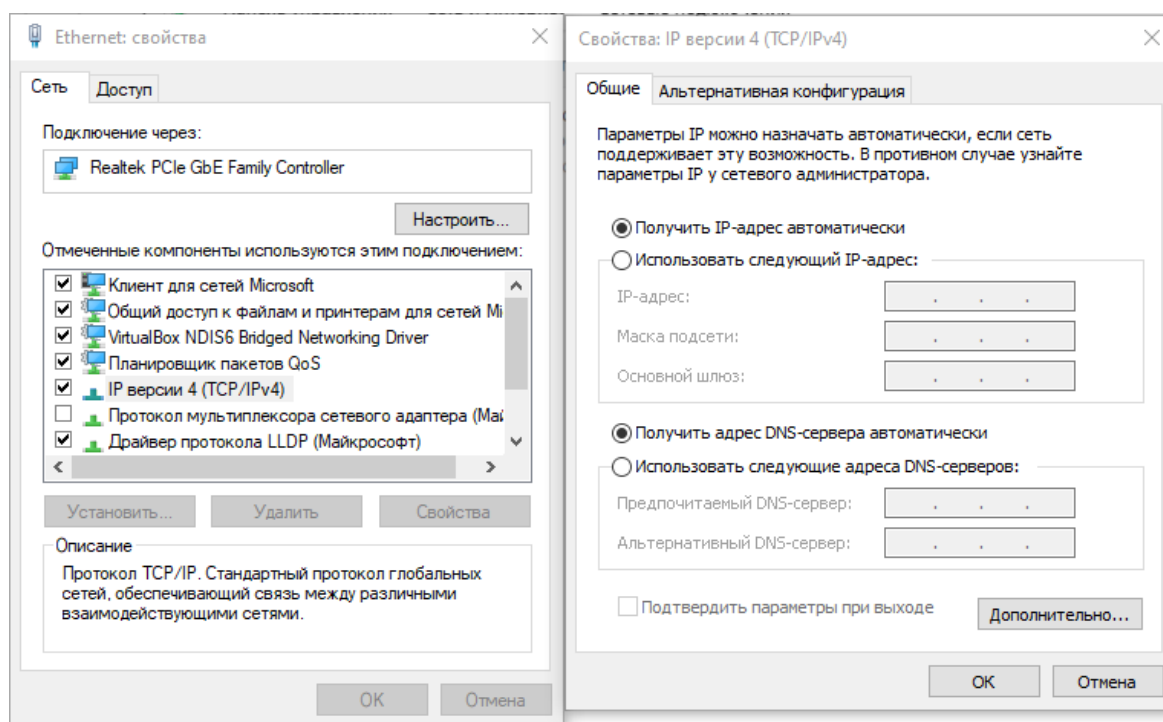 Ethernet: свойства
Сеть
Доступ
Подключение через:
Realtek PCIe GbE Family Controller
Настроить...
Отмеченные компоненты используются этим подключением:
Клиент для сетей Microsoft
Общий доступ к файлам и принтерам для сетей Mi
VirtualBox NDIS6 Bridged Networking Driver
Планировщик пакетов QoS
IP версии 4 (TCP/IPv4)
Протокол мультиплексора сетевого адаптера (Май
Драйвер протокола LLDP (Майкрософт)
Установить...
Удалить
Свойства
Описание
Протокол TCP/IP. Стандартный протокол глобальных
сетей, обеспечивающий связь между различными
взаимодействующими сетями.
ОК
Отмена
Свойства: IP версии 4 (TCP/IPv4)
Общие
Альтернативная конфигурация
Параметры IP можно назначать автоматически, если сеть
поддерживает эту возможность. В противном случае узнайте
параметры IP у сетевого администратора.
Получить IP-адрес автоматически
Использовать следующий IP-адрес:
IP-адрес:
Маска подсети:
Основной шлюз:
Получить адрес DNS-сервера автоматически
Использовать следующие адреса DNS-серверов:
Предпочитаемый DNS-сервер:
Альтернативный DNS-сервер:
Подтвердить параметры при выходе
Дополнительно...
ОК
Отмена